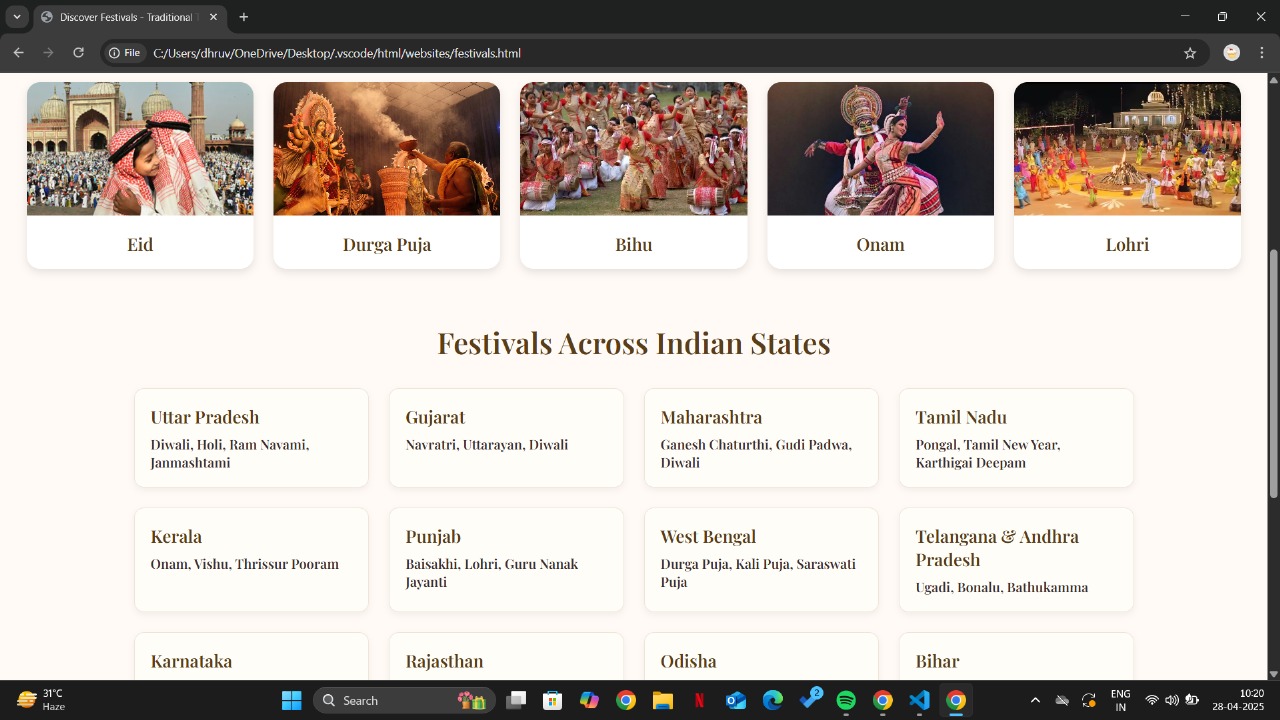 Discover Festivals - Traditional
File
C:/Users/dhruv/OneDrive/Desktop/.vscode/html/websites/festivals.html
Eid
Durga Puja
Bihu
Onam
Lohri
Festivals Across Indian States
Uttar Pradesh
Diwali, Holi, Ram Navami,
Janmashtami
Gujarat
Navratri, Uttarayan, Diwali
Maharashtra
Ganesh Chaturthi, Gudi Padwa,
Diwali
Tamil Nadu
Pongal, Tamil New Year,
Karthigai Deepam
Kerala
Onam, Vishu, Thrissur Pooram
Punjab
Baisakhi, Lohri, Guru Nanak
Jayanti
West Bengal
Durga Puja, Kali Puja, Saraswati
Puja
Telangana & Andhra
Pradesh
Ugadi, Bonalu, Bathukamma
Karnataka
Rajasthan
Odisha
Bihar
31°C
Haze
Search
2
ENG
IN
10:20
28-04-2025